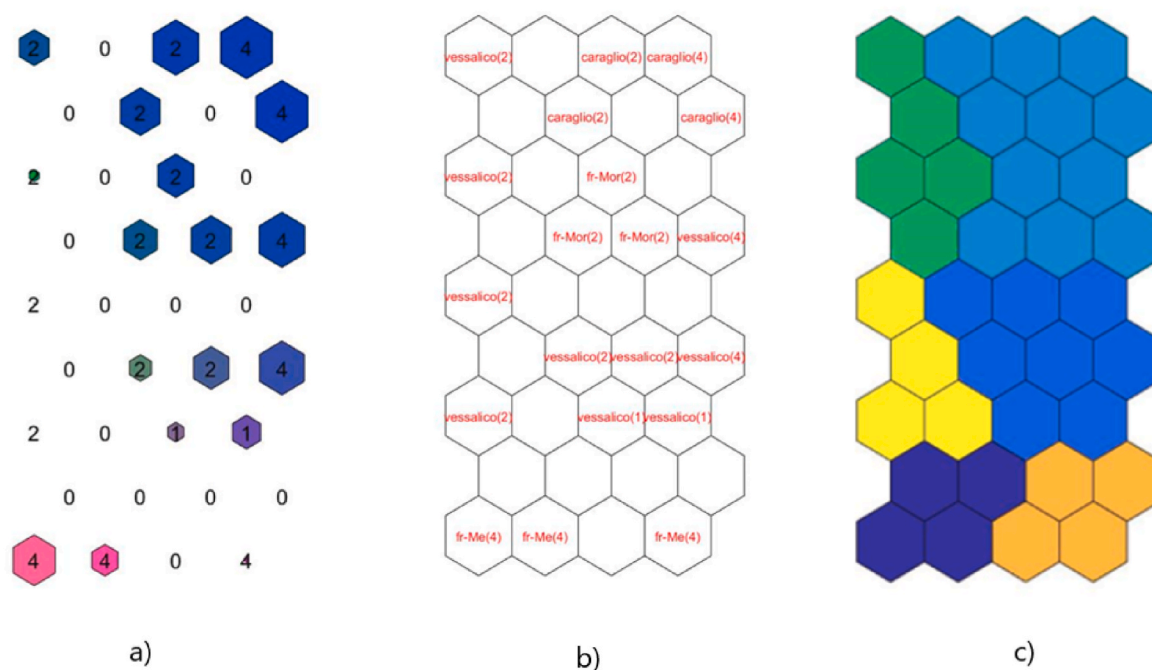 2 0 2 4
0 2 0 4
2 0 2 0
0 2 2 4
2 0 0 0
0 2 2 4
2 0 1 1
0 0 0 0
4 4 0 4
vessalico(2) caraglio(2) caraglio(4)
caraglio(2) caraglio(4)
vessalico(2) fr-Mor(2)
fr-Mor(2) fr-Mor(2) vessalico(4)
vessalico(2)
vessalico(2) vessalico(2) vessalico(4)
vessalico(2) vessalico(1) vessalico(1)
fr-Me(4) fr-Me(4) fr-Me(4)
a) b) c)